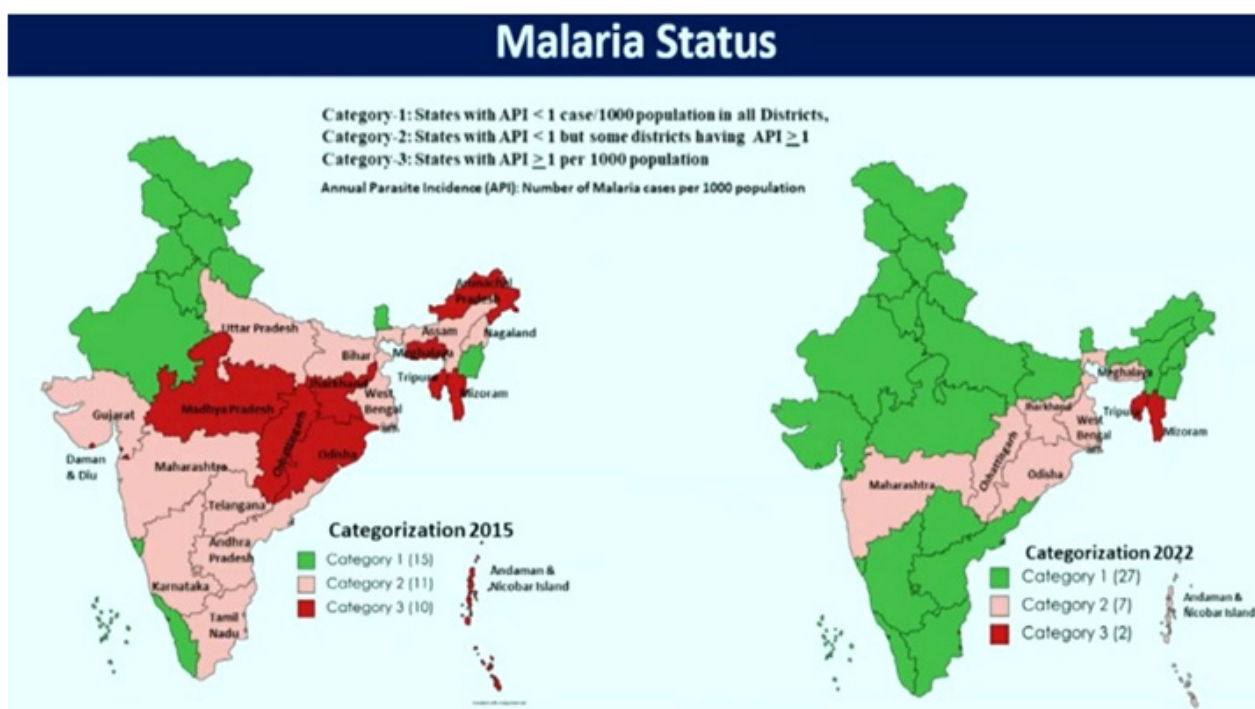 Malaria Status
Category-1: States with API < 1 case/1000 population in all Districts,
Category-2: States with API < 1 but some districts having API ≥ 1
Category-3: States with API ≥ 1 per 1000 population
Annual Parasite Incidence (API): Number of Malaria cases per 1000 population
Arunachal
Pradesh
Uttar Pradesh
Assam
Nagaland
Bihar
Meghalaya
Jharkhand
Tripura
Mizoram
West
Bengal
Gujarat
Madhya Pradesh
Chhattingarh
Odisha
Daman
& Diu
Maharashtra
Telangana
Andhra
Pradesh
Karnataka
Tamil
Nadu
Categorization 2015
Category 1 (15)
Category 2 (11)
Category 3 (10)
Andaman &
Nicobar Island
Meghalaya
Jharkhand
Tripura
West
Bengal
Mizoram
Chhattingarh
Odisha
Maharashtra
Categorization 2022
Category 1 (27)
Category 2 (7)
Category 3 (2)
Andaman &
Nicobar Island